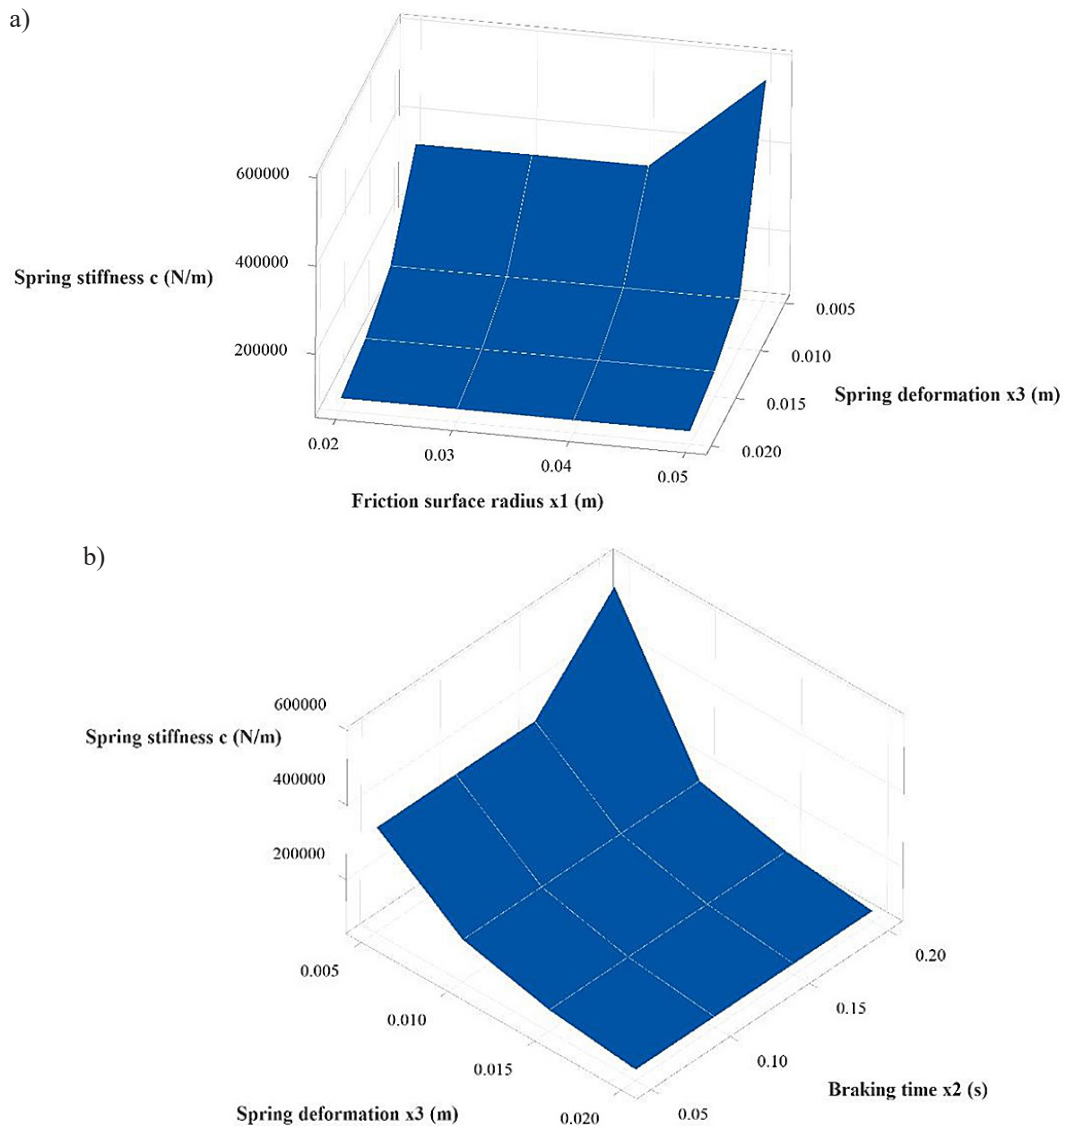 a)
600000
400000
Spring stiffness c (N/m)
200000
0.005
0.010
Spring deformation x3 (m)
0.015
0.020
0.02
0.03
0.04
0.05
Friction surface radius x1 (m)
b)
600000
Spring stiffness c (N/m)
400000
200000
0.005
0.010
0.015
0.020
Spring deformation x3 (m)
0.20
0.15
0.10
0.05
Braking time x2 (s)